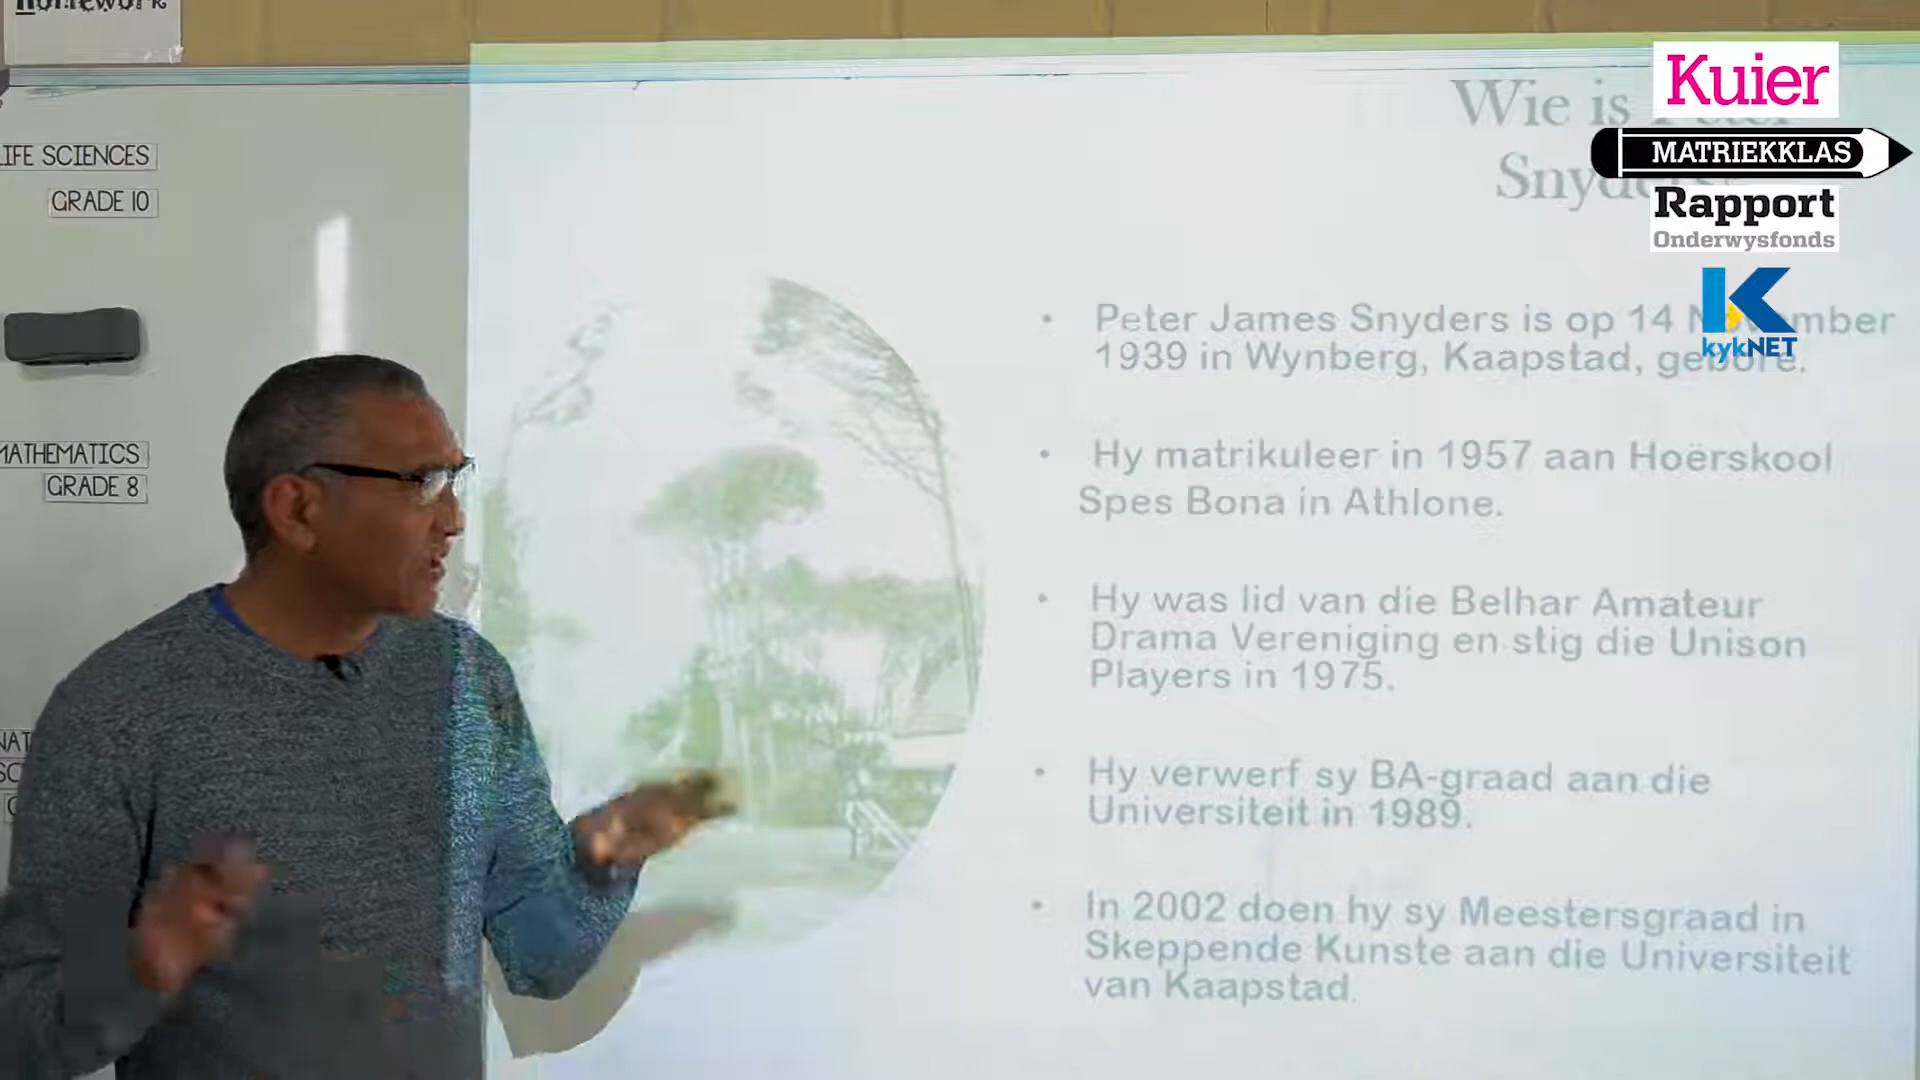 Homework
LIFE SCIENCES
GRADE 10
MATHEMATICS
GRADE 8
Wie is
Kuier
MATRIEKKLAS
Rapport
Onderwysfonds
kykNET
• Peter James Snyders is op 14 November
1939 in Wynberg, Kaapstad, gebore.
• Hy matrikuleer in 1957 aan Hoërskool
Spes Bona in Athlone.
• Hy was lid van die Belhar Amateur
Drama Vereniging en stig die Unison
Players in 1975.
• Hy verwerf sy BA-graad aan die
Universiteit in 1989.
• In 2002 doen hy sy Meestersgraad in
Skeppende Kunste aan die Universiteit
van Kaapstad.